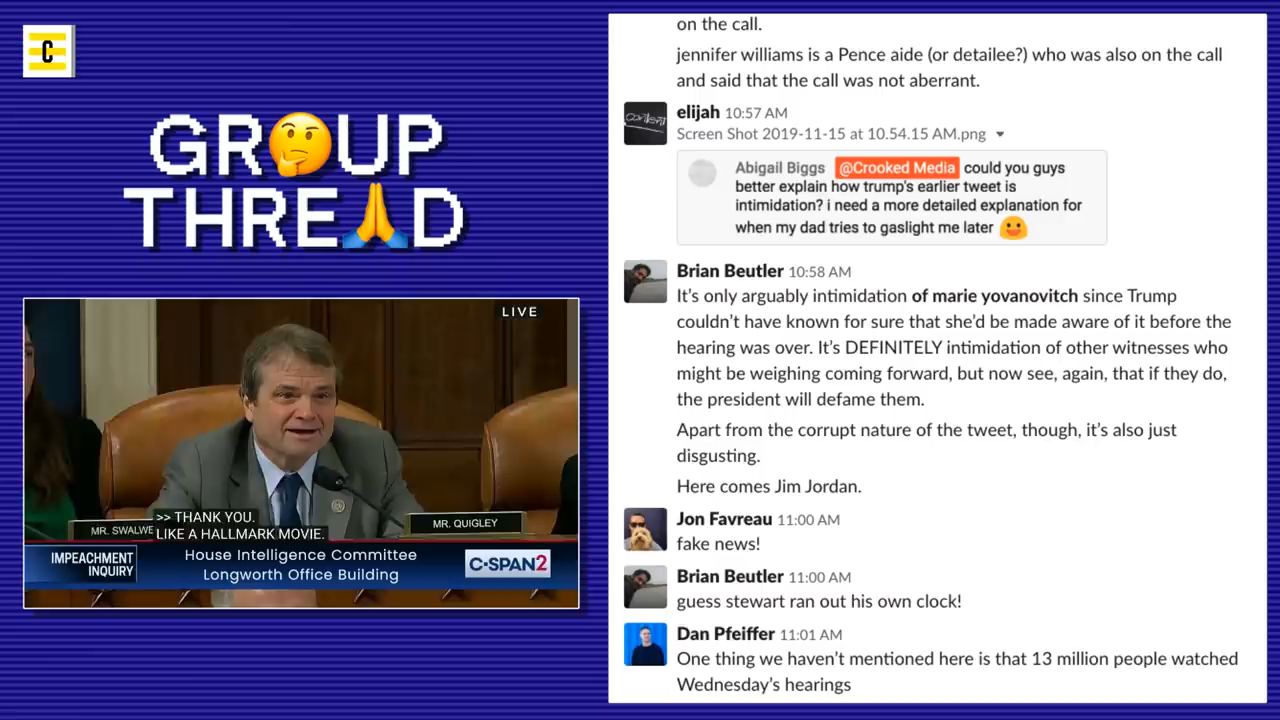 C
GR🤔UP
THRE🙏D
LIVE
MR. SWALWE
>> THANK YOU.
LIKE A HALLMARK MOVIE.
MR. QUIGLEY
IMPEACHMENT
INQUIRY
House Intelligence Committee
Longworth Office Building
C-SPAN2
on the call.
jennifer williams is a Pence aide (or detailee?) who was also on the call
and said that the call was not aberrant.
elijah 10:57 AM
Screen Shot 2019-11-15 at 10.54.15 AM.png
content
Abigail Biggs @Crooked Media could you guys
better explain how trump's earlier tweet is
intimidation? i need a more detailed explanation for
when my dad tries to gaslight me later 😃
Brian Beutler 10:58 AM
It's only arguably intimidation of marie yovanovitch since Trump
couldn't have known for sure that she'd be made aware of it before the
hearing was over. It's DEFINITELY intimidation of other witnesses who
might be weighing coming forward, but now see, again, that if they do,
the president will defame them.
Apart from the corrupt nature of the tweet, though, it's also just
disgusting.
Here comes Jim Jordan.
Jon Favreau 11:00 AM
fake news!
Brian Beutler 11:00 AM
guess stewart ran out his own clock!
Dan Pfeiffer 11:01 AM
One thing we haven't mentioned here is that 13 million people watched
Wednesday's hearings